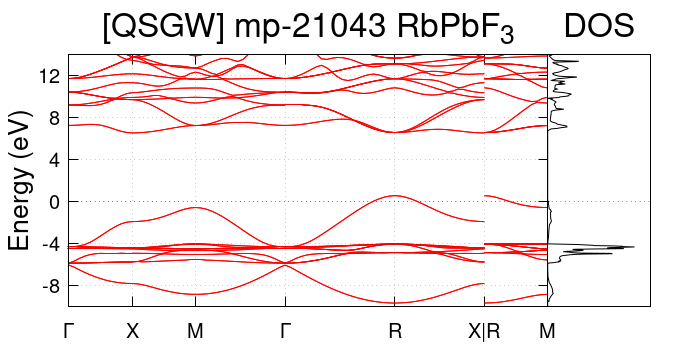 [QSGW] mp-21043 RbPbF3 DOS
Energy (eV)
12
8
4
0
-4
-8
Γ X M Γ R X|R M